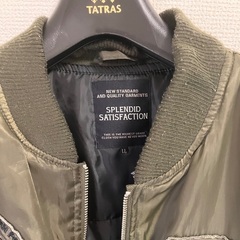 TATRAS
NEW STANDARD
AND QUALITY GARMENTS
SPLENDID
SATISFACTION
LL